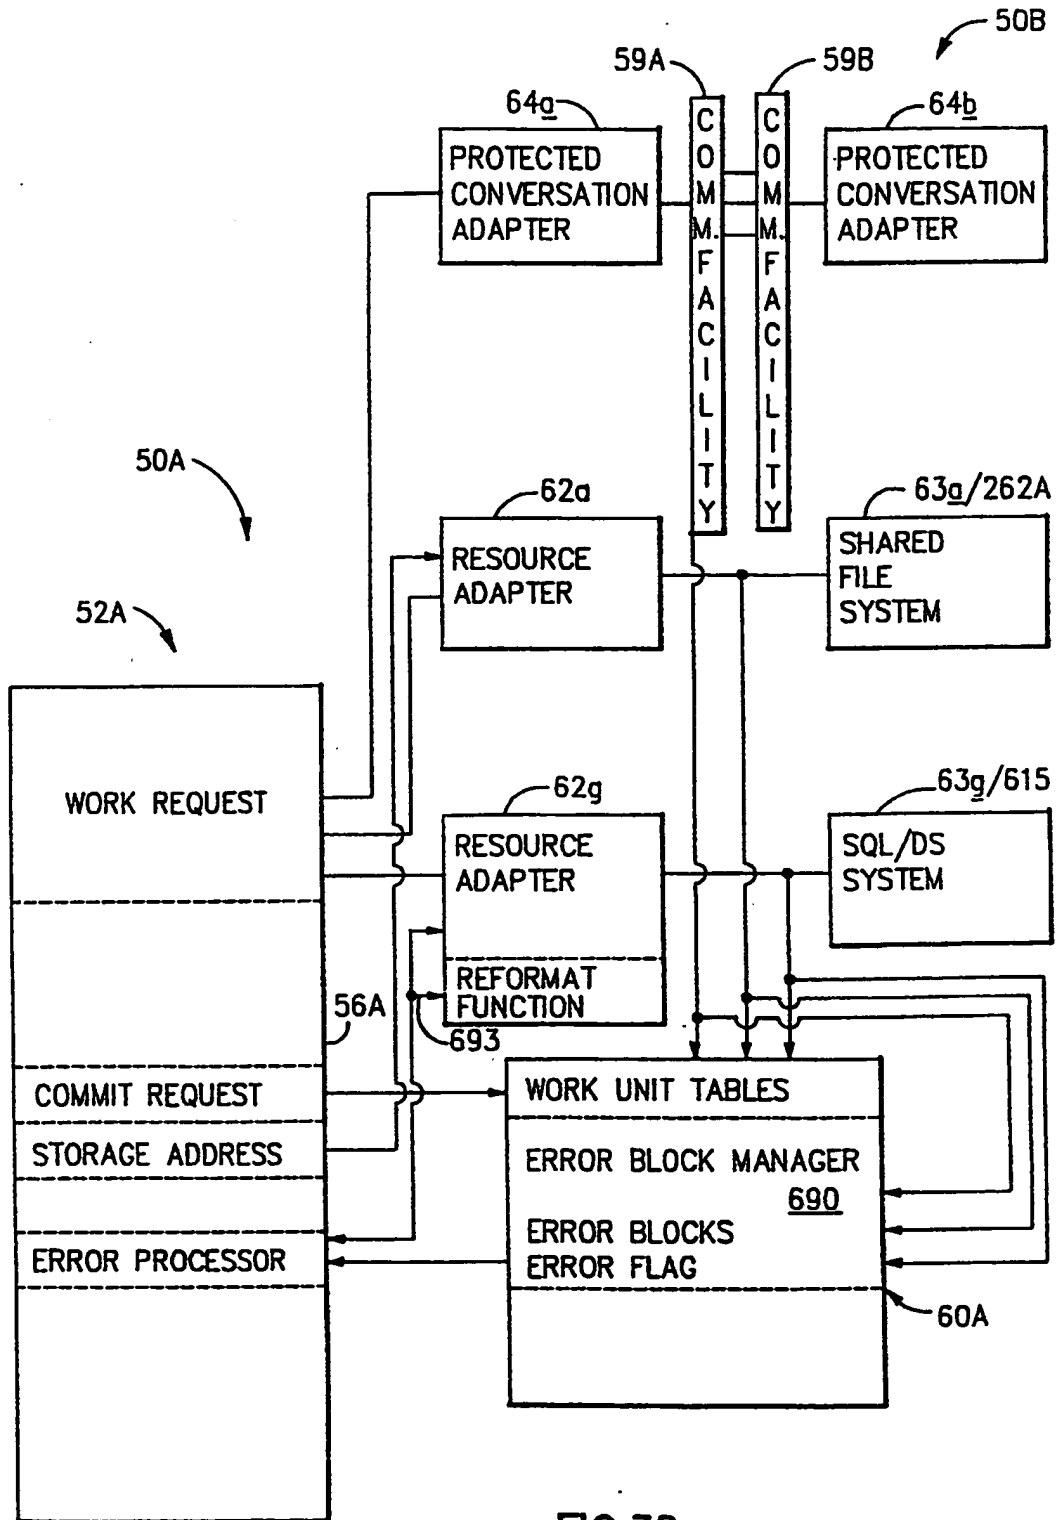 50B
59A
59B
64a
64b
PROTECTED
CONVERSATION
ADAPTER
COMM. FACILITY
COMM. FACILITY
PROTECTED
CONVERSATION
ADAPTER
50A
62a
63a/262A
RESOURCE
ADAPTER
SHARED
FILE
SYSTEM
52A
WORK REQUEST
62g
63g/615
RESOURCE
ADAPTER
SQL/DS
SYSTEM
REFORMAT
FUNCTION
56A
693
COMMIT REQUEST
WORK UNIT TABLES
STORAGE ADDRESS
ERROR BLOCK MANAGER
690
ERROR BLOCKS
ERROR PROCESSOR
ERROR FLAG
60A